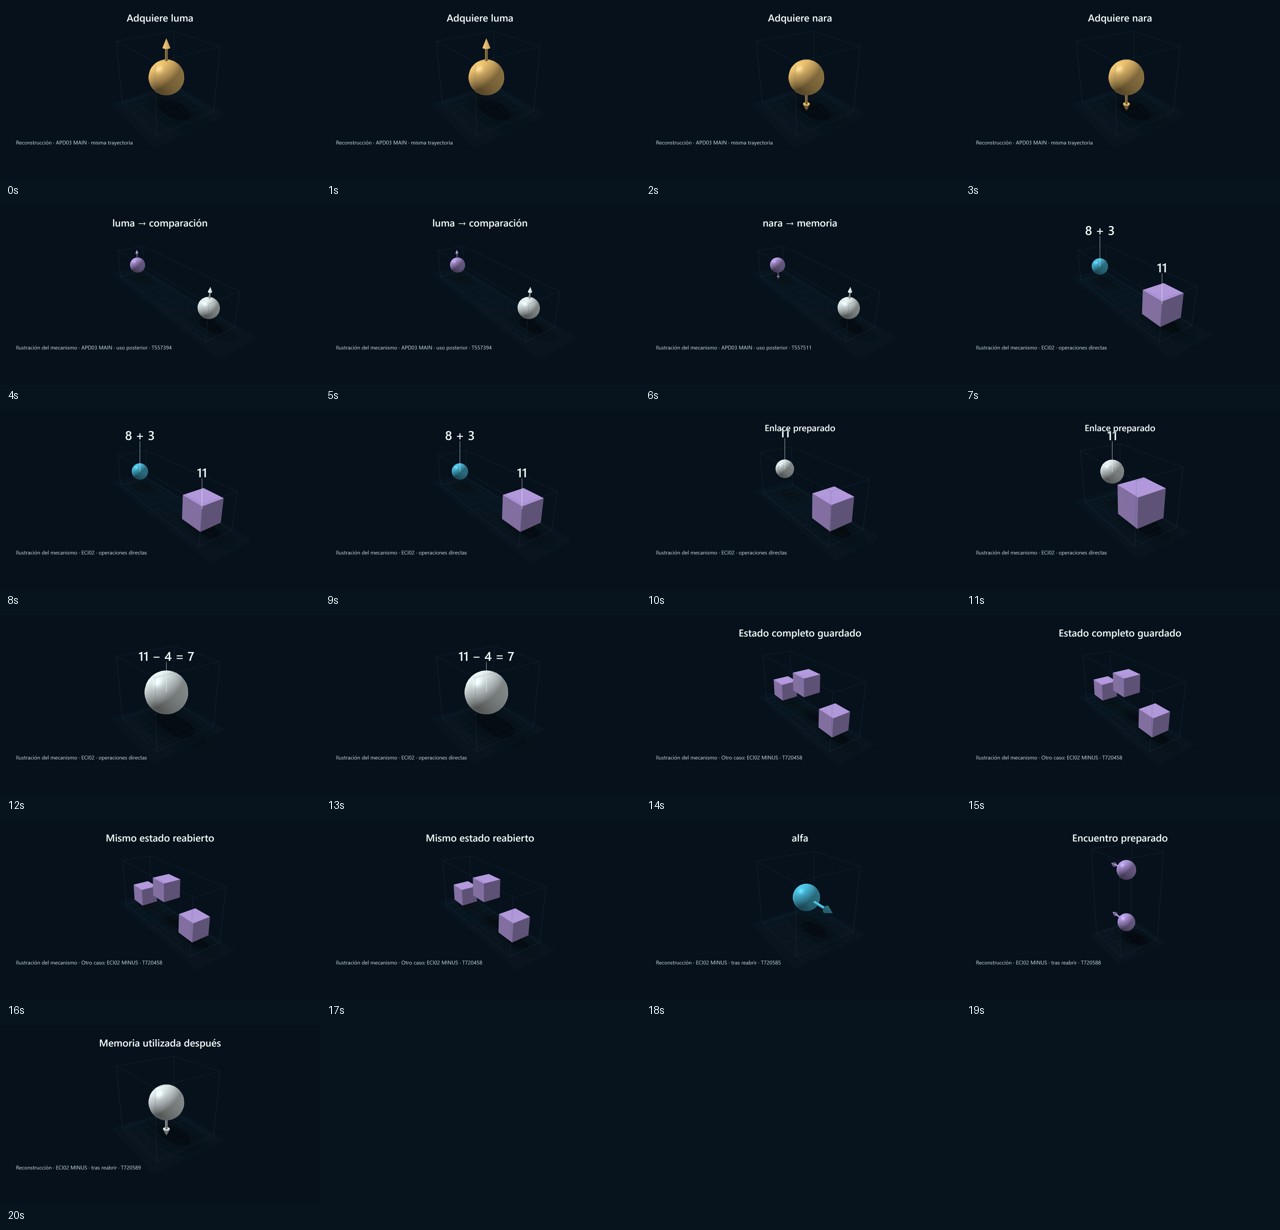 Adquiere luma
Reconstrucción · APD03 MAIN · misma trayectoria
0s
Adquiere luma
Reconstrucción · APD03 MAIN · misma trayectoria
1s
Adquiere nara
Reconstrucción · APD03 MAIN · misma trayectoria
2s
Adquiere nara
Reconstrucción · APD03 MAIN · misma trayectoria
3s
luma → comparación
Ilustración del mecanismo · APD03 MAIN · uso posterior · T557394
4s
luma → comparación
Ilustración del mecanismo · APD03 MAIN · uso posterior · T557394
5s
nara → memoria
Ilustración del mecanismo · APD03 MAIN · uso posterior · T557511
6s
8 + 3
11
Ilustración del mecanismo · ECI02 · operaciones directas
7s
8 + 3
11
Ilustración del mecanismo · ECI02 · operaciones directas
8s
8 + 3
11
Ilustración del mecanismo · ECI02 · operaciones directas
9s
Enlace preparado
11
Ilustración del mecanismo · ECI02 · operaciones directas
10s
Enlace preparado
11
Ilustración del mecanismo · ECI02 · operaciones directas
11s
11 − 4 = 7
Ilustración del mecanismo · ECI02 · operaciones directas
12s
11 − 4 = 7
Ilustración del mecanismo · ECI02 · operaciones directas
13s
Estado completo guardado
Ilustración del mecanismo · Otro caso: ECI02 MINUS · T720458
14s
Estado completo guardado
Ilustración del mecanismo · Otro caso: ECI02 MINUS · T720458
15s
Mismo estado reabierto
Ilustración del mecanismo · Otro caso: ECI02 MINUS · T720458
16s
Mismo estado reabierto
Ilustración del mecanismo · Otro caso: ECI02 MINUS · T720458
17s
alfa
Reconstrucción · ECI02 MINUS · tras reabrir · T720585
18s
Encuentro preparado
Reconstrucción · ECI02 MINUS · tras reabrir · T720586
19s
Memoria utilizada después
Reconstrucción · ECI02 MINUS · tras reabrir · T720589
20s